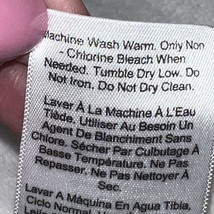 Machine Wash Warm. Only Non
- Chlorine Bleach When
Needed. Tumble Dry Low. Do
Not Iron. Do Not Dry Clean.
Laver À La Machine À L'Eau
Tiède. Utiliser Au Besoin Un
Agent De Blanchiment Sans
Chlore. Sécher Par Culbutage À
Basse Température. Ne Pas
Repasser. Ne Pas Nettoyer À
Sec.
Lavar A Máquina En Agua Tibia,
Ciclo Normal.